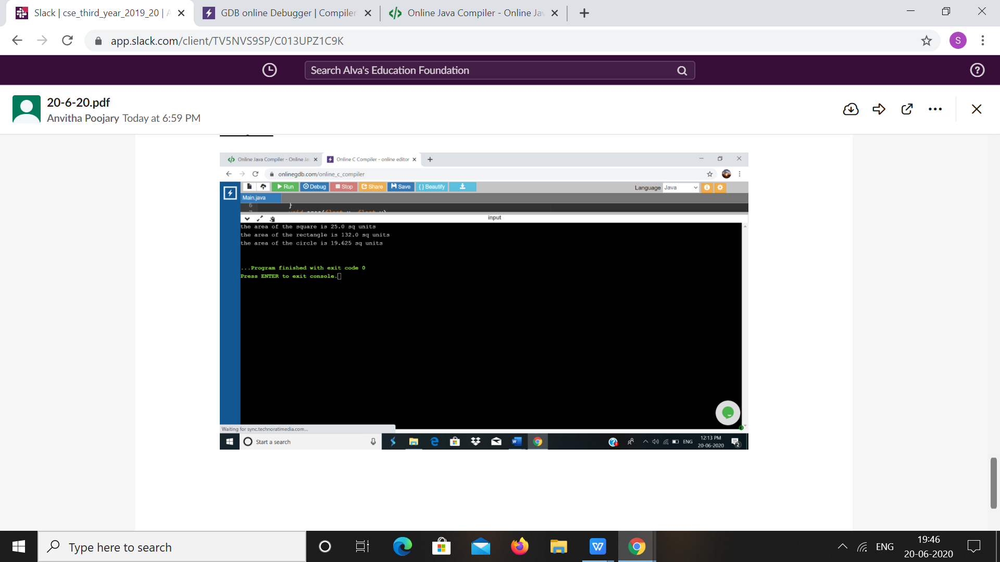 Slack | cse_third_year_2019_20 |
GDB online Debugger | Compiler
Online Java Compiler - Online Jav
app.slack.com/client/TV5NVS9SP/C013UPZ1C9K
S
Search Alva's Education Foundation
20-6-20.pdf
Anvitha Poojary Today at 6:59 PM
Online Java Compiler - Online Ja
Online C Compiler - online editor
onlinegdb.com/online_c_compiler
Run Debug Stop Share Save { } Beautify
Language Java
Main.java
6 }
input
the area of the square is 25.0 sq units
the area of the rectangle is 132.0 sq units
the area of the circle is 19.625 sq units
...Program finished with exit code 0
Press ENTER to exit console.
Waiting for sync.technoratimedia.com...
Start a search
ENG
12:13 PM
20-06-2020
2
Type here to search
ENG
19:46
20-06-2020